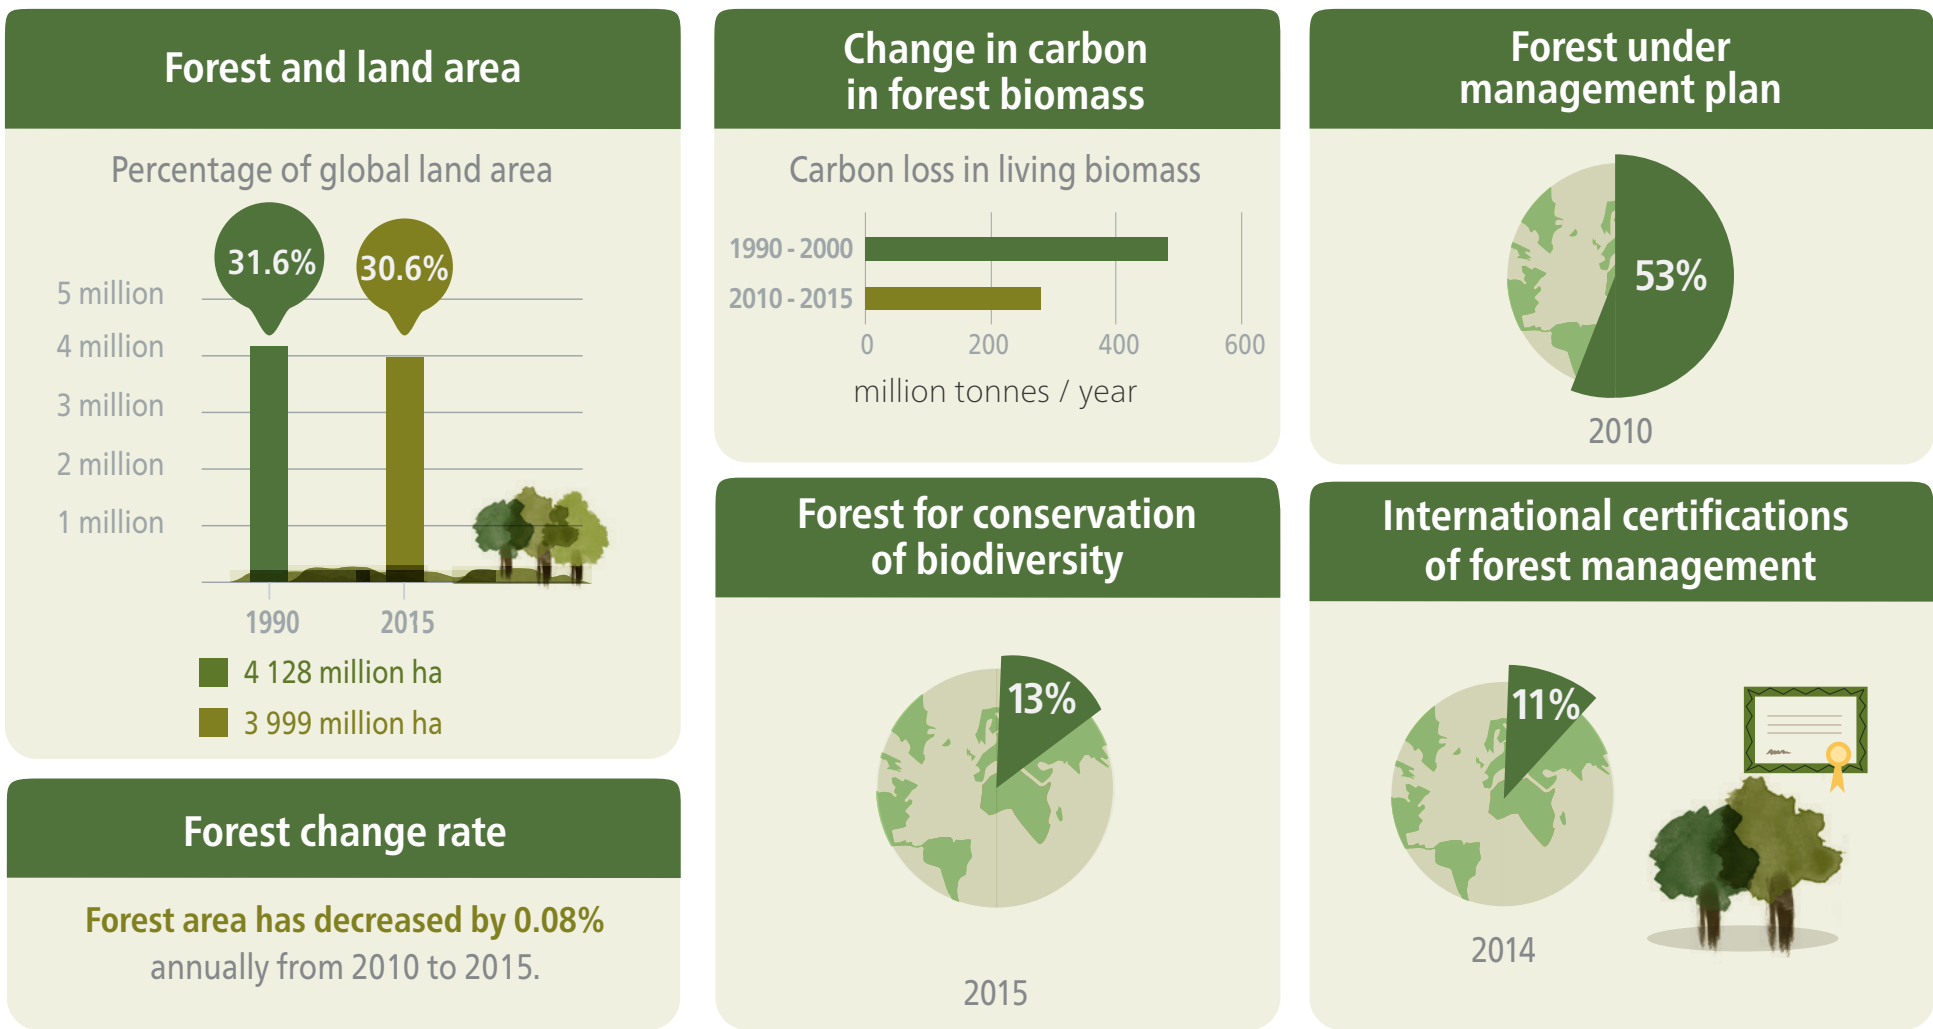 Forest and land area
Percentage of global land area
31.6%
30.6%
5 million
4 million
3 million
2 million
1 million
1990
2015
4 128 million ha
3 999 million ha
Forest change rate
Forest area has decreased by 0.08%
annually from 2010 to 2015.
Change in carbon
in forest biomass
Carbon loss in living biomass
1990 - 2000
2010 - 2015
0 200 400 600
million tonnes / year
Forest for conservation
of biodiversity
13%
2015
Forest under
management plan
53%
2010
International certifications
of forest management
11%
2014